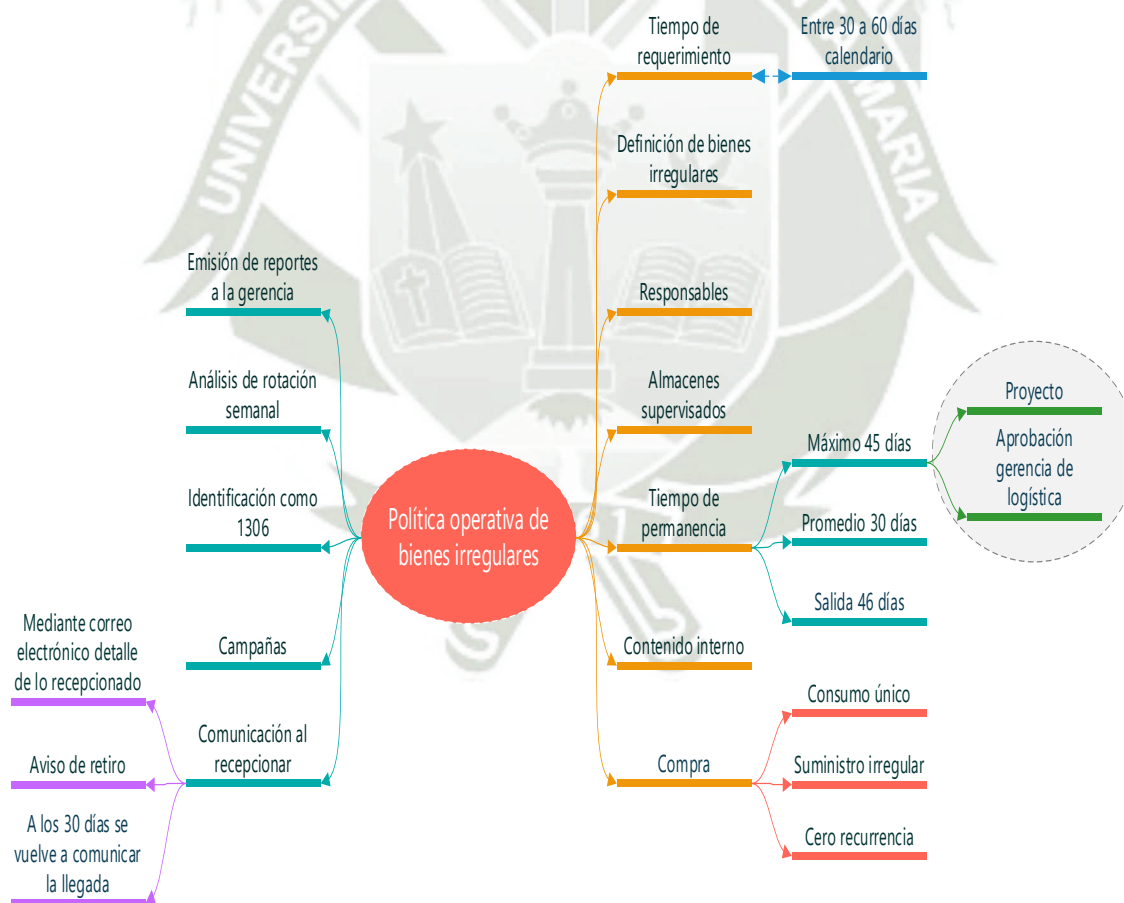 Tiempo de
requerimiento
Entre 30 a 60 días
calendario
Definición de bienes
irregulares
Responsables
Almacenes
supervisados
Tiempo de
permanencia
Máximo 45 días
Proyecto
Aprobación
gerencia de
logística
Promedio 30 días
Salida 46 días
Contenido interno
Compra
Consumo único
Suministro irregular
Cero recurrencia
Política operativa de
bienes irregulares
Emisión de reportes
a la gerencia
Análisis de rotación
semanal
Identificación como
1306
Campañas
Comunicación al
recepcionar
Mediante correo
electrónico detalle
de lo recepcionado
Aviso de retiro
A los 30 días se
vuelve a comunicar
la llegada
MARIA